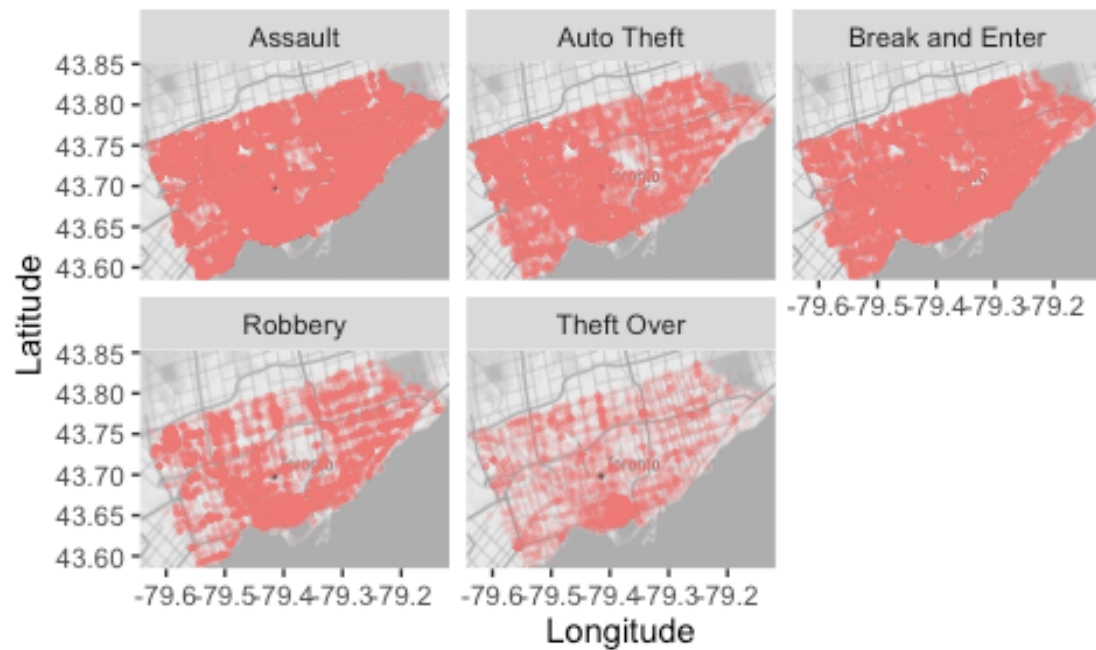 Assault
Auto Theft
Break and Enter
43.85
43.80
43.75
43.70
43.65
43.60
Toronto
-79.6 -79.5 -79.4 -79.3 -79.2
Latitude
Robbery
Theft Over
43.85
43.80
43.75
43.70
43.65
43.60
Toronto
Toronto
-79.6 -79.5 -79.4 -79.3 -79.2
-79.6 -79.5 -79.4 -79.3 -79.2
Longitude